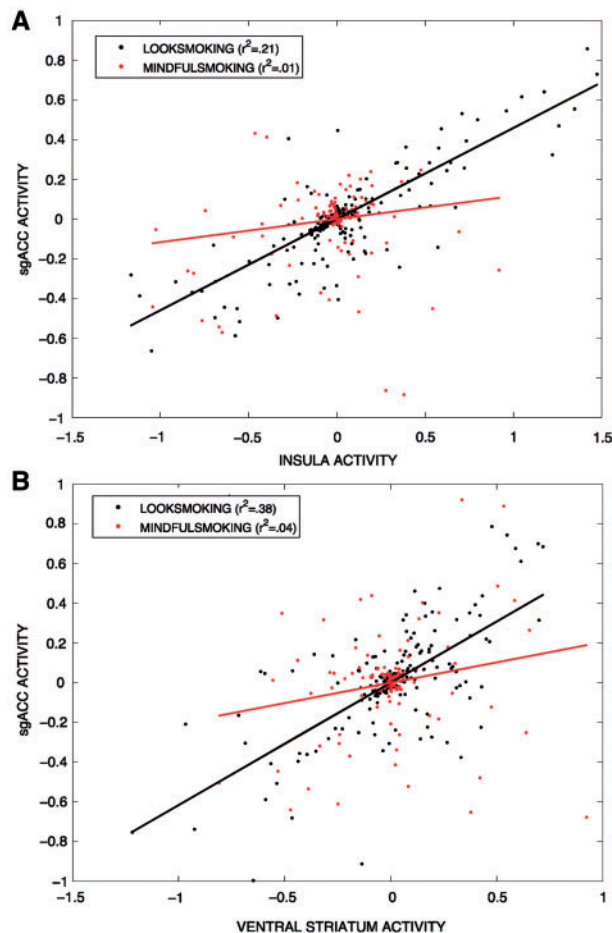 A
LOOKSMOKING (r²=.21)
MINDFULSMOKING (r²=.01)
1
0.8
0.6
0.4
0.2
0
−0.2
−0.4
−0.6
−0.8
−1
sgACC ACTIVITY
−1.5 −1 −0.5 0 0.5 1 1.5
INSULA ACTIVITY
B
LOOKSMOKING (r²=.38)
MINDFULSMOKING (r²=.04)
1
0.8
0.6
0.4
0.2
0
−0.2
−0.4
−0.6
−0.8
−1
sgACC ACTIVITY
−1.5 −1 −0.5 0 0.5 1
VENTRAL STRIATUM ACTIVITY